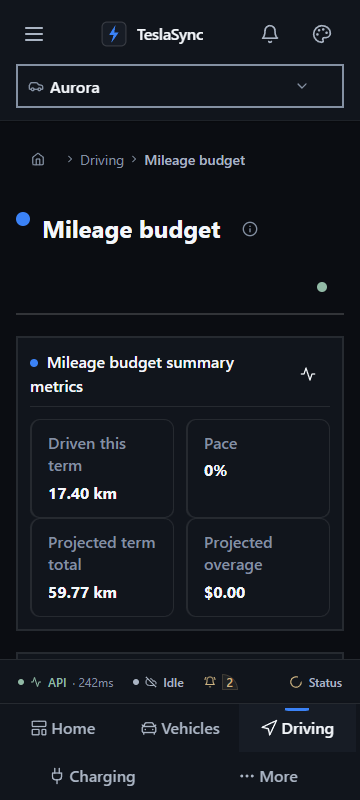 TeslaSync
Aurora
Driving
Mileage budget
Mileage budget
Mileage budget summary
metrics
Driven this
term
17.40 km
Pace
0%
Projected term
total
59.77 km
Projected
overage
$0.00
API · 242ms
Idle
2
Status
Home
Vehicles
Driving
Charging
More